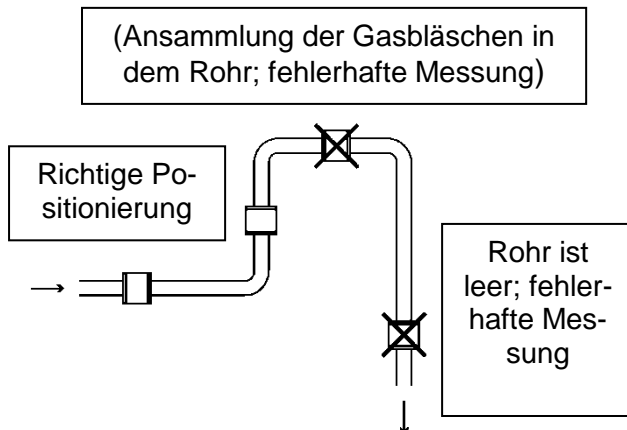 (Ansammlung der Gasbläschen in
dem Rohr; fehlerhafte Messung)
Richtige Po-
sitionierung
Rohr ist
leer; fehler-
hafte Mes-
sung